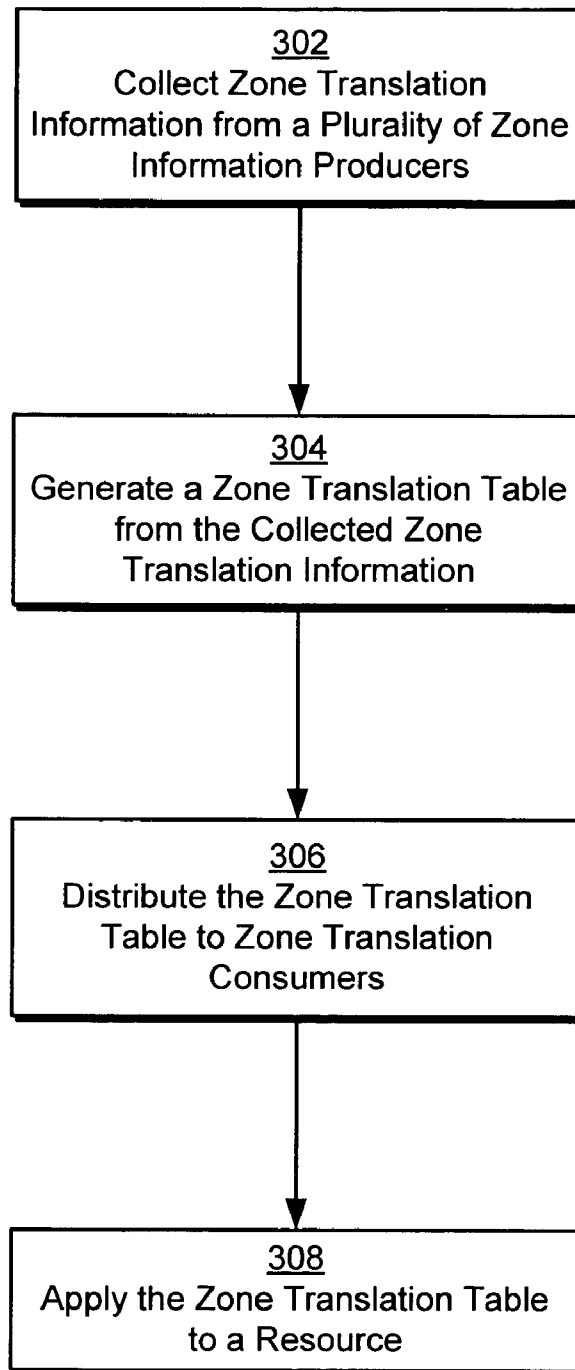 302
Collect Zone Translation
Information from a Plurality of Zone
Information Producers
304
Generate a Zone Translation Table
from the Collected Zone
Translation Information
306
Distribute the Zone Translation
Table to Zone Translation
Consumers
308
Apply the Zone Translation Table
to a Resource